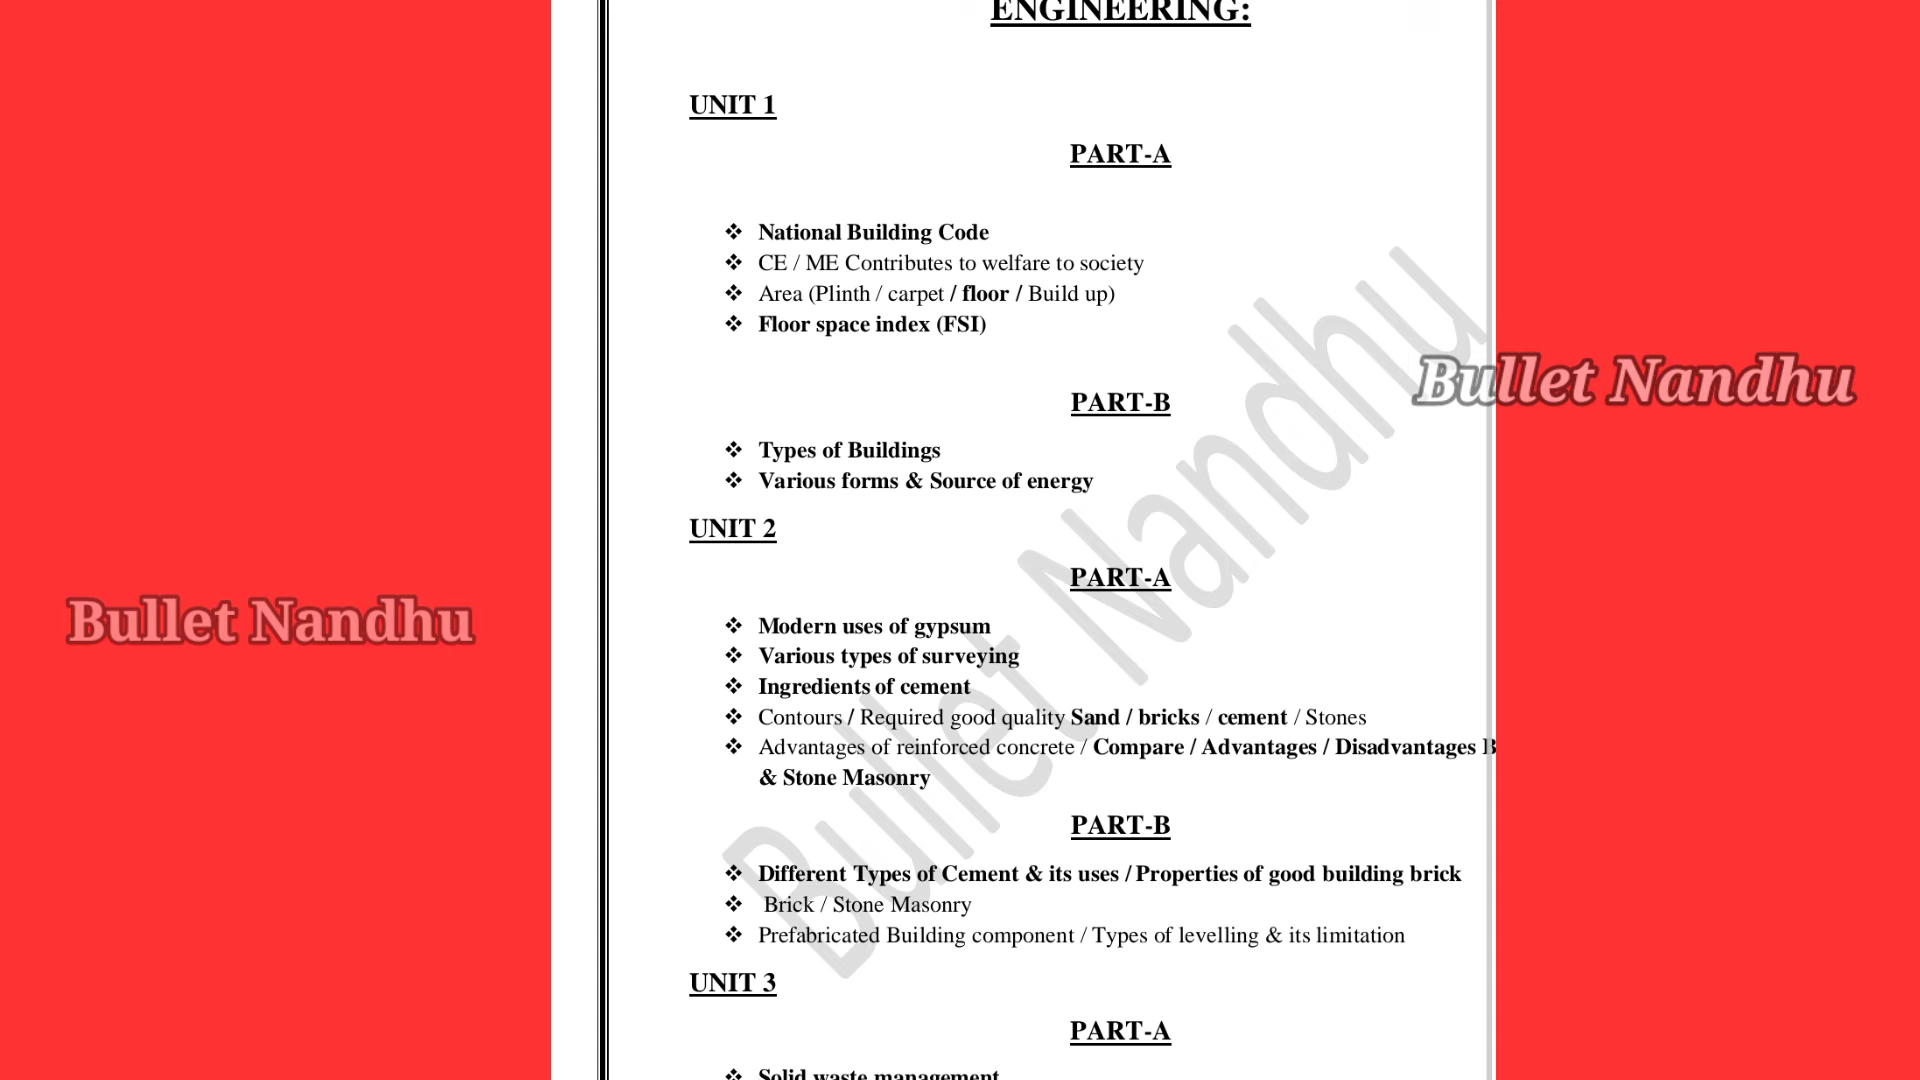 ENGINEERING:
UNIT 1
PART-A
❖ National Building Code
❖ CE / ME Contributes to welfare to society
❖ Area (Plinth / carpet / floor / Build up)
❖ Floor space index (FSI)
Bullet Nandhu
PART-B
❖ Types of Buildings
❖ Various forms & Source of energy
UNIT 2
PART-A
Bullet Nandhu
❖ Modern uses of gypsum
❖ Various types of surveying
❖ Ingredients of cement
❖ Contours / Required good quality Sand / bricks / cement / Stones
❖ Advantages of reinforced concrete / Compare / Advantages / Disadvantages
& Stone Masonry
Bullet Nandhu
PART-B
❖ Different Types of Cement & its uses / Properties of good building brick
❖ Brick / Stone Masonry
❖ Prefabricated Building component / Types of levelling & its limitation
UNIT 3
PART-A
❖ Solid waste management